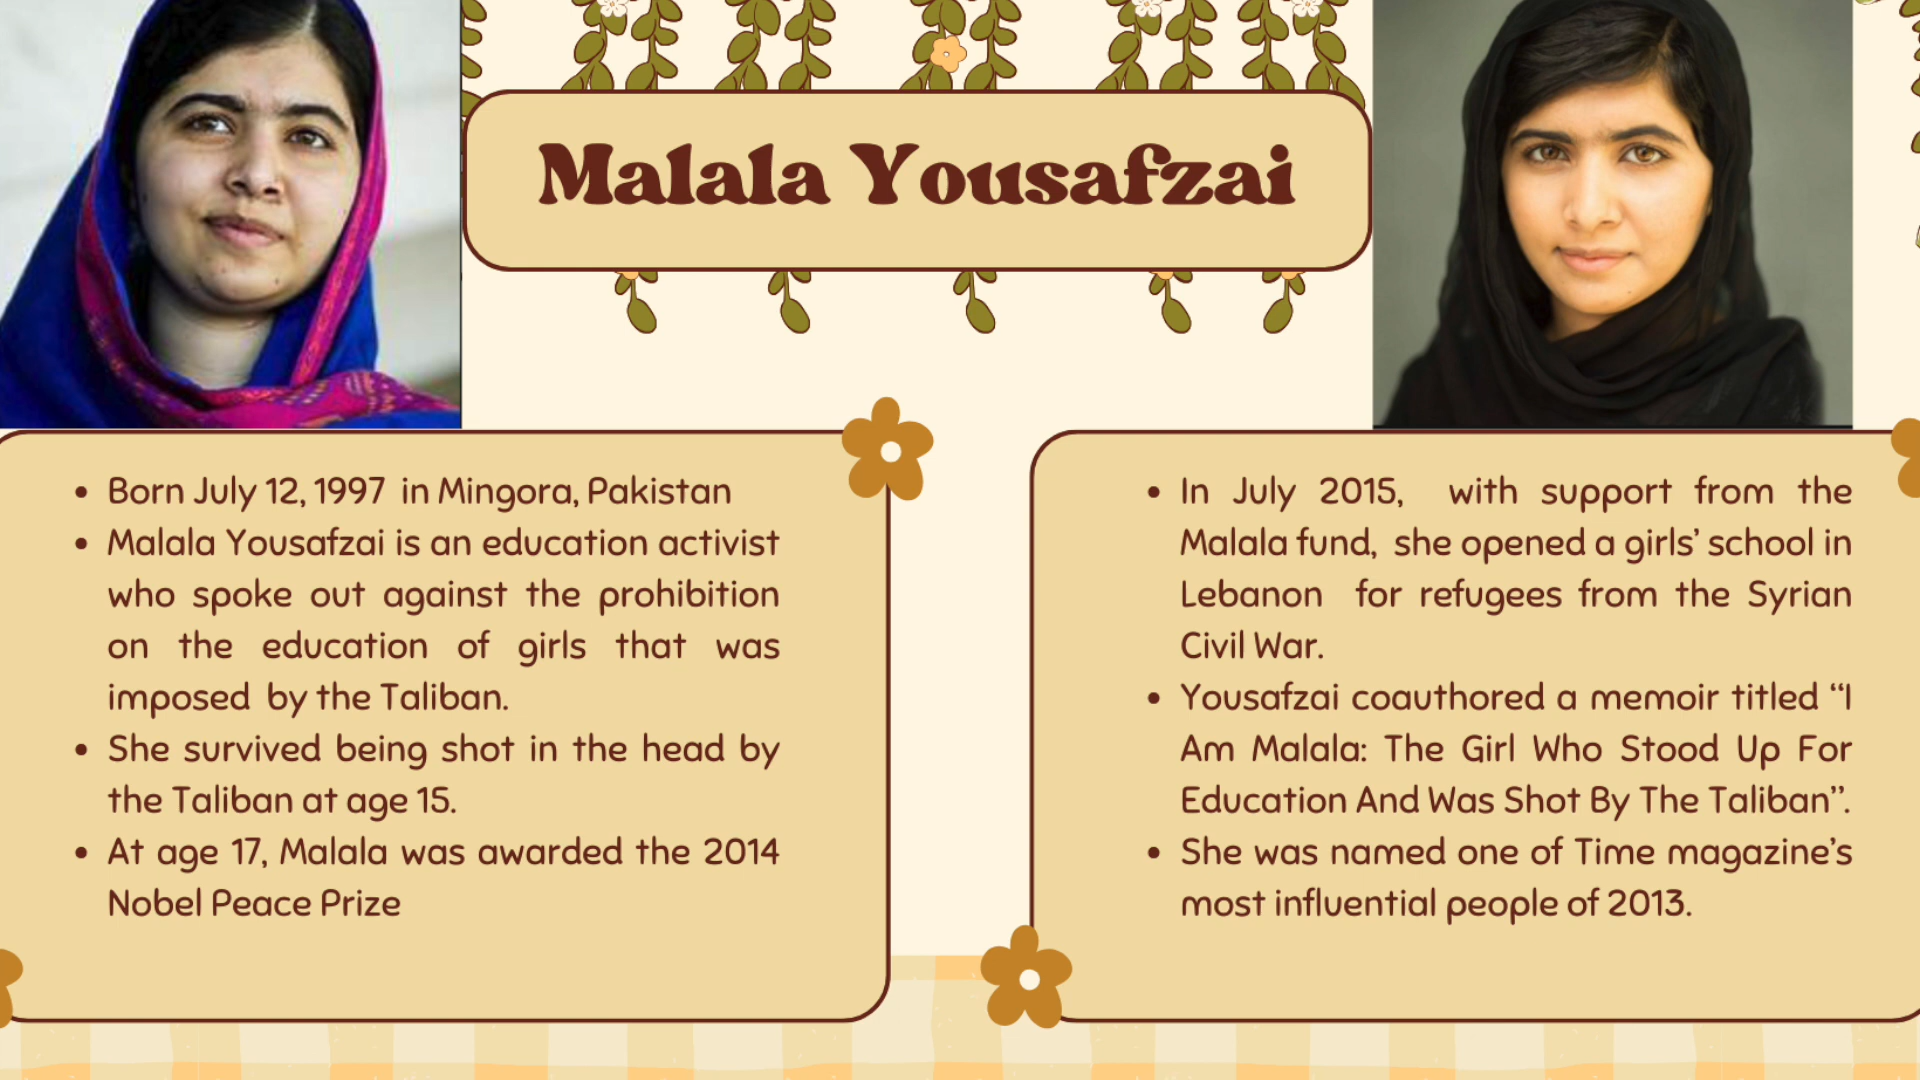 Malala Yousafzai
• Born July 12, 1997 in Mingora, Pakistan
• Malala Yousafzai is an education activist
who spoke out against the prohibition
on the education of girls that was
imposed by the Taliban.
• She survived being shot in the head by
the Taliban at age 15.
• At age 17, Malala was awarded the 2014
Nobel Peace Prize
• In July 2015, with support from the
Malala fund, she opened a girls’ school in
Lebanon for refugees from the Syrian
Civil War.
• Yousafzai coauthored a memoir titled “I
Am Malala: The Girl Who Stood Up For
Education And Was Shot By The Taliban”.
• She was named one of Time magazine’s
most influential people of 2013.